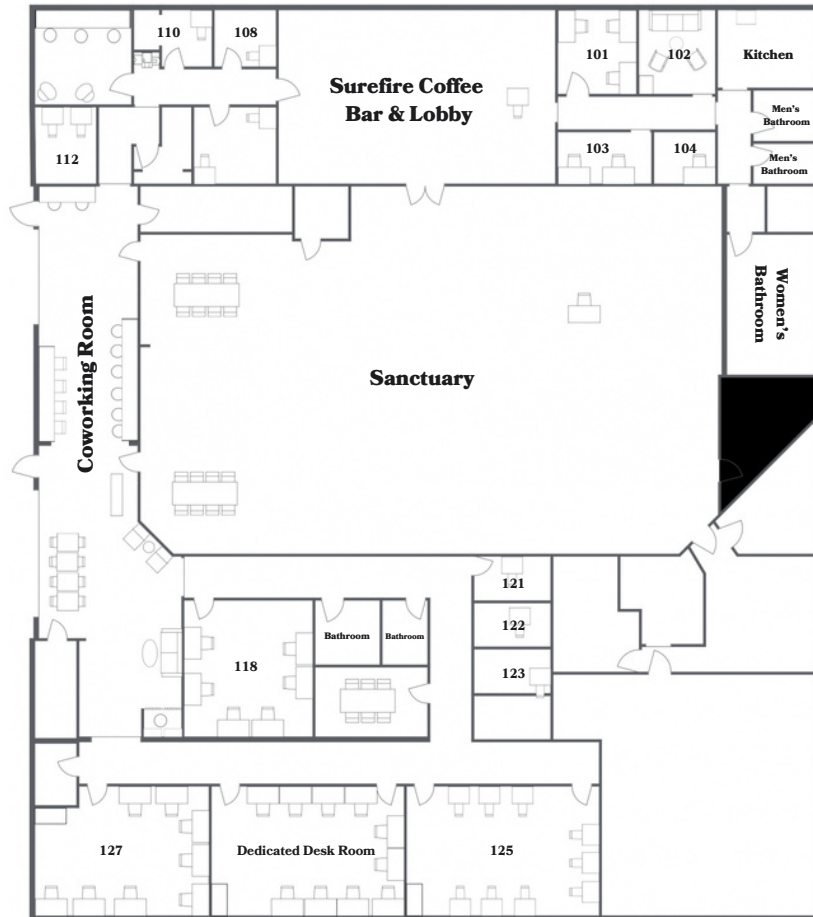 110
108
Surefire Coffee
Bar & Lobby
101
102
Kitchen
Men's
Bathroom
112
103
104
Men's
Bathroom
Women's
Bathroom
Coworking Room
Sanctuary
121
122
Bathroom
Bathroom
118
123
127
Dedicated Desk Room
125